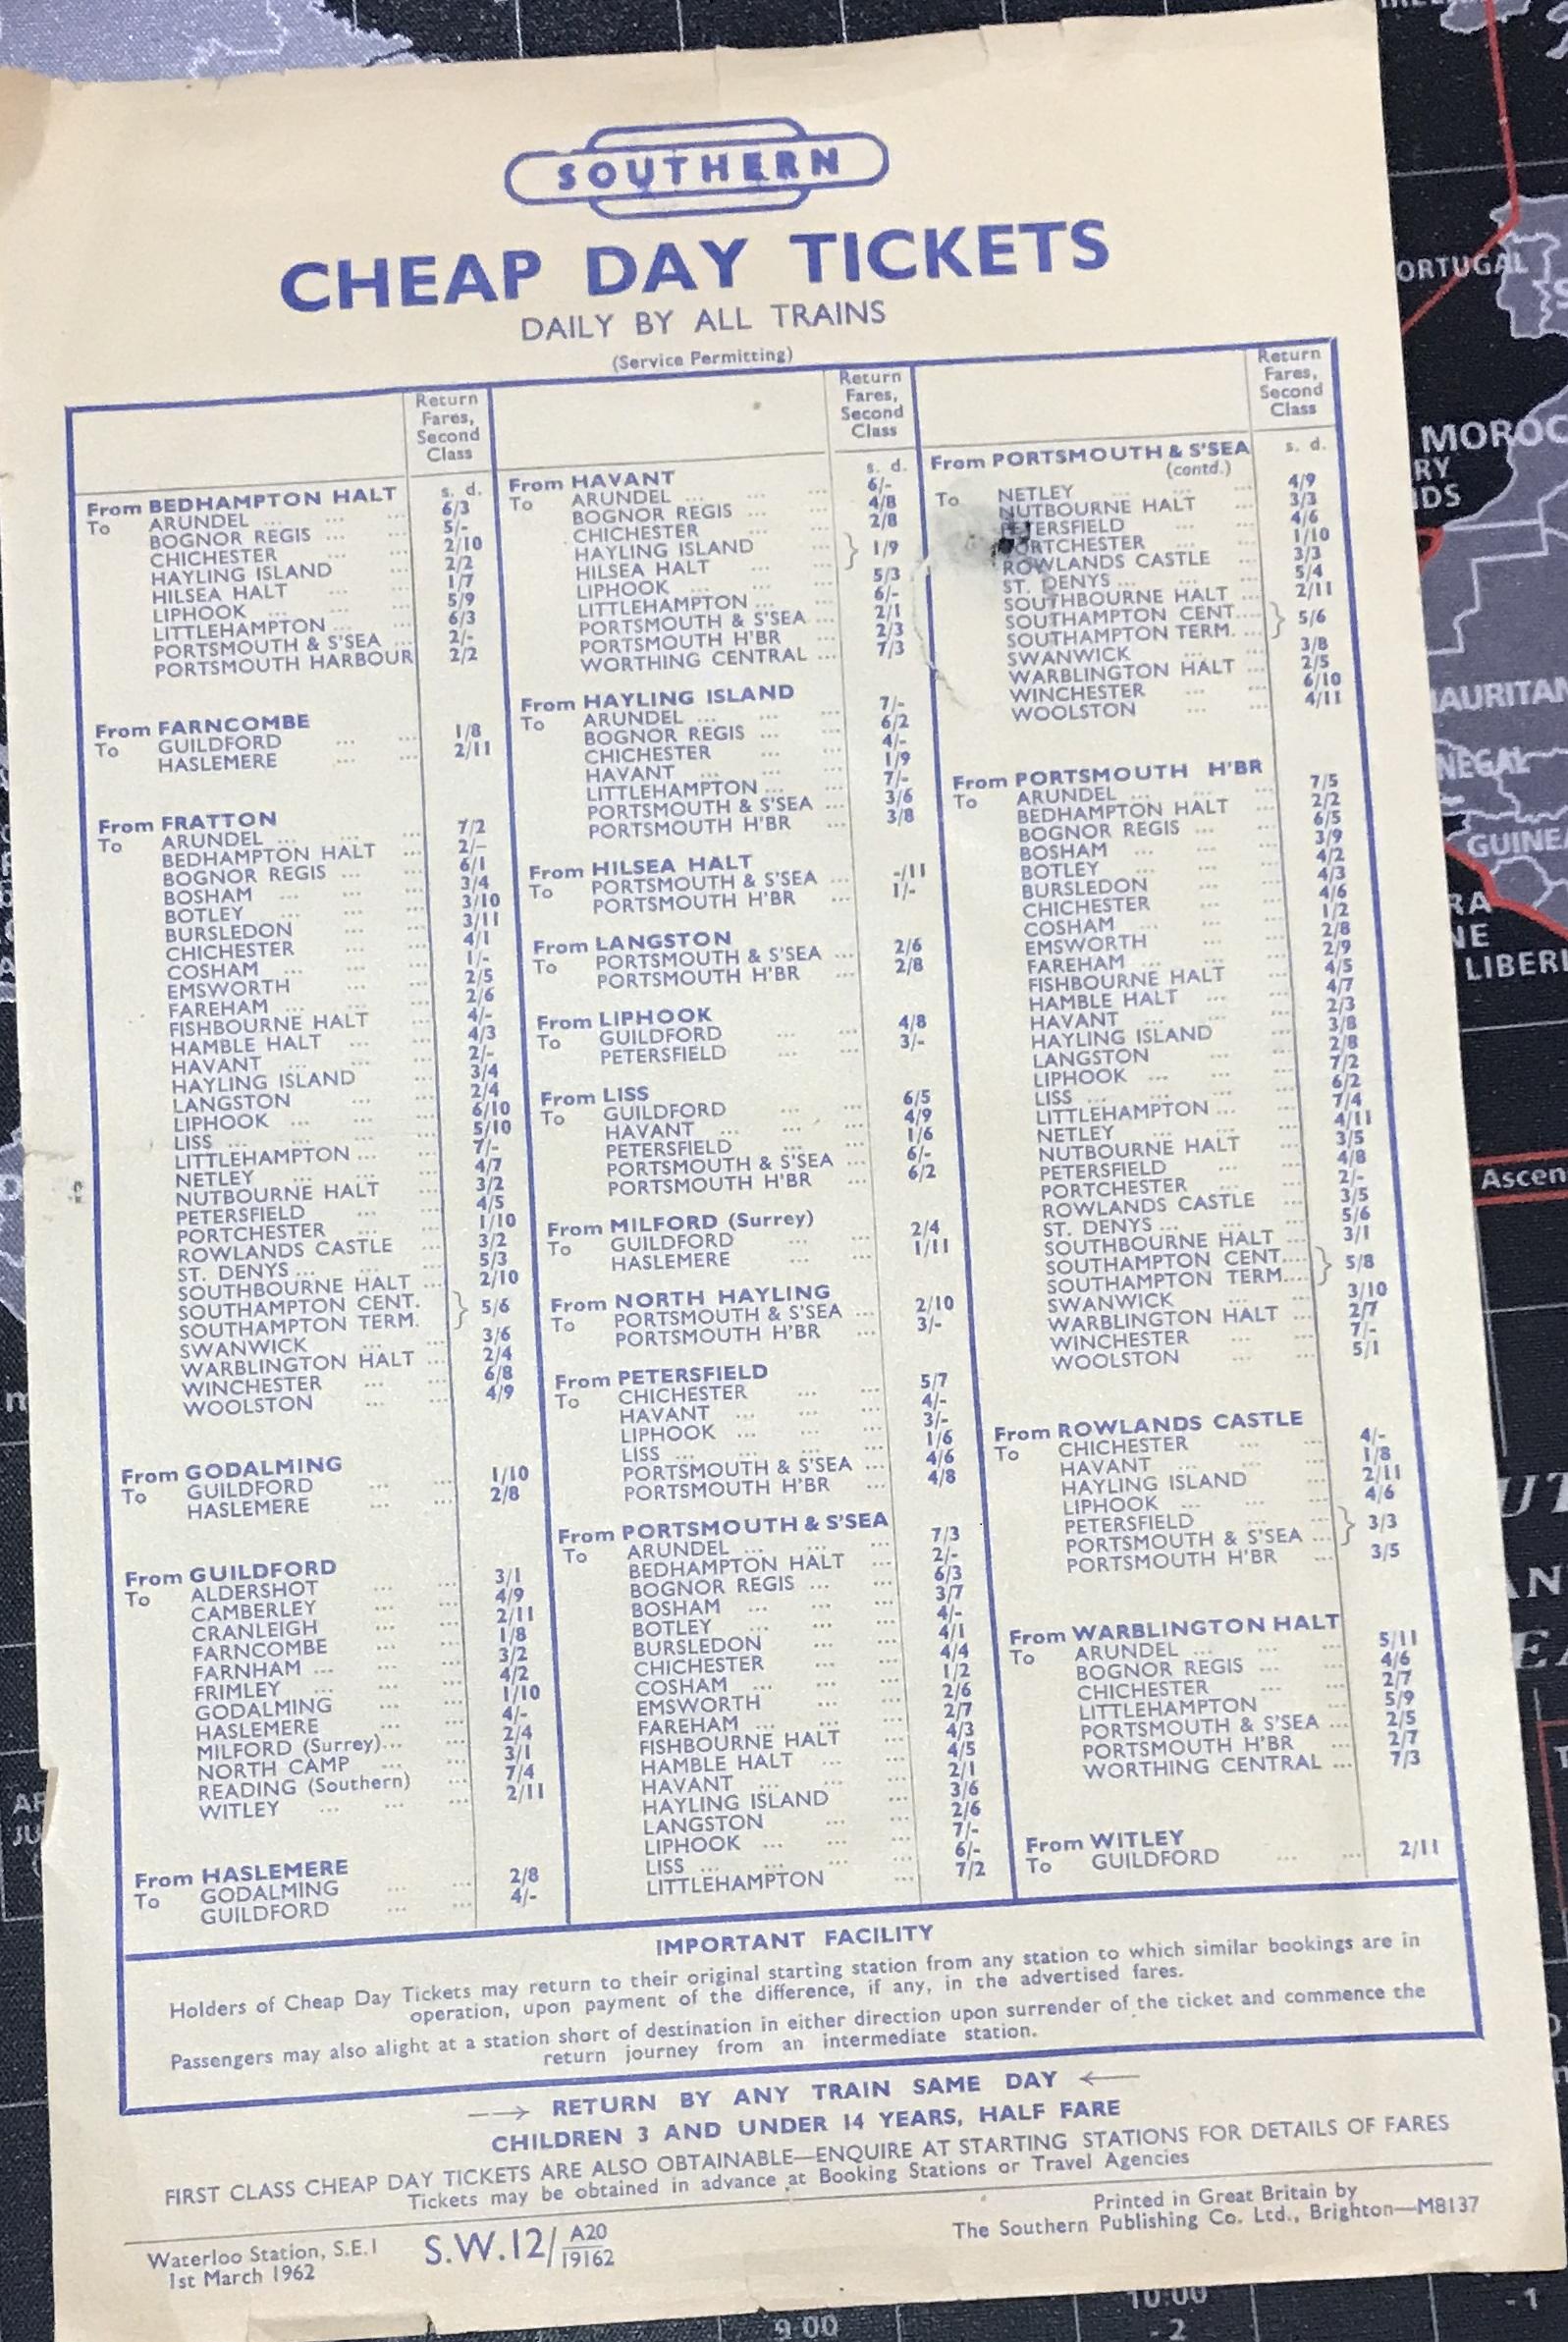 SOUTHERN
CHEAP DAY TICKETS
DAILY BY ALL TRAINS
(Service Permitting)
Return Fares, Second Class
s. d.
From BEDHAMPTON HALT
To ARUNDEL ... 6/3
BOGNOR REGIS ... 5/-
CHICHESTER ... 2/10
HAYLING ISLAND ... 2/2
HILSEA HALT ... 1/7
LIPHOOK ... 5/9
LITTLEHAMPTON ... 6/3
PORTSMOUTH & S'SEA ... 2/-
PORTSMOUTH HARBOUR 2/2
From FARNCOMBE
To GUILDFORD ... 1/8
HASLEMERE ... 2/11
From FRATTON
To ARUNDEL ... 7/2
BEDHAMPTON HALT ... 2/-
BOGNOR REGIS ... 6/1
BOSHAM ... 3/4
BOTLEY ... 3/10
BURSLEDON ... 3/11
CHICHESTER ... 4/1
COSHAM ... 1/-
EMSWORTH ... 2/5
FAREHAM ... 2/6
FISHBOURNE HALT ... 4/-
HAMBLE HALT ... 4/3
HAVANT ... 2/-
HAYLING ISLAND ... 3/4
LANGSTON ... 2/4
LIPHOOK ... 6/10
LISS ... 5/10
LITTLEHAMPTON ... 7/-
NETLEY ... 4/7
NUTBOURNE HALT ... 3/2
PETERSFIELD ... 4/5
PORTCHESTER ... 1/10
ROWLANDS CASTLE ... 3/2
ST. DENYS ... 5/3
SOUTHBOURNE HALT ... 2/10
SOUTHAMPTON CENT.
SOUTHAMPTON TERM. } 5/6
SWANWICK ... 3/6
WARBLINGTON HALT ... 2/4
WINCHESTER ... 6/8
WOOLSTON ... 4/9
From GODALMING
To GUILDFORD ... 1/10
HASLEMERE ... 2/8
From GUILDFORD
To ALDERSHOT ... 3/1
CAMBERLEY ... 4/9
CRANLEIGH ... 2/11
FARNCOMBE ... 1/8
FARNHAM ... 3/2
FRIMLEY ... 4/2
GODALMING ... 1/10
HASLEMERE ... 4/-
MILFORD (Surrey)... 2/4
NORTH CAMP ... 3/1
READING (Southern) ... 7/4
WITLEY ... 2/11
From HASLEMERE
To GODALMING ... 2/8
GUILDFORD ... 4/-
Return Fares, Second Class
s. d.
From HAVANT
To ARUNDEL ... 6/-
BOGNOR REGIS ... 4/8
CHICHESTER ... 2/8
HAYLING ISLAND ...
HILSEA HALT ... } 1/9
LIPHOOK ... 5/3
LITTLEHAMPTON ... 6/-
PORTSMOUTH & S'SEA ... 2/1
PORTSMOUTH H'BR ... 2/3
WORTHING CENTRAL ... 7/3
From HAYLING ISLAND
To ARUNDEL ... 7/-
BOGNOR REGIS ... 6/2
CHICHESTER ... 4/-
HAVANT ... 1/9
LITTLEHAMPTON ... 7/-
PORTSMOUTH & S'SEA ... 3/6
PORTSMOUTH H'BR ... 3/8
From HILSEA HALT
To PORTSMOUTH & S'SEA ... -/11
PORTSMOUTH H'BR ... 1/-
From LANGSTON
To PORTSMOUTH & S'SEA ... 2/6
PORTSMOUTH H'BR ... 2/8
From LIPHOOK
To GUILDFORD ... 4/8
PETERSFIELD ... 3/-
From LISS
To GUILDFORD ... 6/5
HAVANT ... 4/9
PETERSFIELD ... 1/6
PORTSMOUTH & S'SEA ... 6/-
PORTSMOUTH H'BR ... 6/2
From MILFORD (Surrey)
To GUILDFORD ... 2/4
HASLEMERE ... 1/11
From NORTH HAYLING
To PORTSMOUTH & S'SEA ... 2/10
PORTSMOUTH H'BR ... 3/-
From PETERSFIELD
To CHICHESTER ... 5/7
HAVANT ... 4/-
LIPHOOK ... 3/-
LISS ... 1/6
PORTSMOUTH & S'SEA ... 4/6
PORTSMOUTH H'BR ... 4/8
From PORTSMOUTH & S'SEA
To ARUNDEL ... 7/3
BEDHAMPTON HALT ... 2/-
BOGNOR REGIS ... 6/3
BOSHAM ... 3/7
BOTLEY ... 4/-
BURSLEDON ... 4/1
CHICHESTER ... 4/4
COSHAM ... 1/2
EMSWORTH ... 2/6
FAREHAM ... 2/7
FISHBOURNE HALT ... 4/3
HAMBLE HALT ... 4/5
HAVANT ... 2/1
HAYLING ISLAND ... 3/6
LANGSTON ... 2/6
LIPHOOK ... 7/-
LISS ... 6/-
LITTLEHAMPTON ... 7/2
Return Fares, Second Class
s. d.
From PORTSMOUTH & S'SEA
(contd.)
To NETLEY ... 4/9
NUTBOURNE HALT ... 3/3
PETERSFIELD ... 4/6
PORTCHESTER ... 1/10
ROWLANDS CASTLE ... 3/3
ST. DENYS ... 5/4
SOUTHBOURNE HALT ... 2/11
SOUTHAMPTON CENT....
SOUTHAMPTON TERM. ... } 5/6
SWANWICK ... 3/8
WARBLINGTON HALT ... 2/5
WINCHESTER ... 6/10
WOOLSTON ... 4/11
From PORTSMOUTH H'BR
To ARUNDEL ... 7/5
BEDHAMPTON HALT ... 2/2
BOGNOR REGIS ... 6/5
BOSHAM ... 3/9
BOTLEY ... 4/2
BURSLEDON ... 4/3
CHICHESTER ... 4/6
COSHAM ... 1/2
EMSWORTH ... 2/8
FAREHAM ... 2/9
FISHBOURNE HALT ... 4/5
HAMBLE HALT ... 4/7
HAVANT ... 2/3
HAYLING ISLAND ... 3/8
LANGSTON ... 2/8
LIPHOOK ... 7/2
LISS ... 6/2
LITTLEHAMPTON ... 7/4
NETLEY ... 4/11
NUTBOURNE HALT ... 3/5
PETERSFIELD ... 4/8
PORTCHESTER ... 2/-
ROWLANDS CASTLE ... 3/5
ST. DENYS ... 5/6
SOUTHBOURNE HALT ... 3/1
SOUTHAMPTON CENT....
SOUTHAMPTON TERM.... } 5/8
SWANWICK ... 3/10
WARBLINGTON HALT ... 2/7
WINCHESTER ... 7/-
WOOLSTON ... 5/1
From ROWLANDS CASTLE
To CHICHESTER ... 4/-
HAVANT ... 1/8
HAYLING ISLAND ... 2/11
LIPHOOK ... 4/6
PETERSFIELD ...
PORTSMOUTH & S'SEA ... } 3/3
PORTSMOUTH H'BR ... 3/5
From WARBLINGTON HALT
To ARUNDEL ... 5/11
BOGNOR REGIS ... 4/6
CHICHESTER ... 2/7
LITTLEHAMPTON ... 5/9
PORTSMOUTH & S'SEA ... 2/5
PORTSMOUTH H'BR ... 2/7
WORTHING CENTRAL ... 7/3
From WITLEY
To GUILDFORD ... 2/11
IMPORTANT FACILITY
Holders of Cheap Day Tickets may return to their original starting station from any station to which similar bookings are in
operation, upon payment of the difference, if any, in the advertised fares.
Passengers may also alight at a station short of destination in either direction upon surrender of the ticket and commence the
return journey from an intermediate station.
→ RETURN BY ANY TRAIN SAME DAY ←
CHILDREN 3 AND UNDER 14 YEARS, HALF FARE
FIRST CLASS CHEAP DAY TICKETS ARE ALSO OBTAINABLE—ENQUIRE AT STARTING STATIONS FOR DETAILS OF FARES
Tickets may be obtained in advance at Booking Stations or Travel Agencies
Waterloo Station, S.E.1
1st March 1962
S.W.12/ A20
19162
Printed in Great Britain by
The Southern Publishing Co. Ltd., Brighton—M8137
ORTUGAL
MOROC
RY
NDS
MAURITAN
NEGAL
GUINEA
RA
NE
LIBERI
Ascen
9 00
10:00
-2
-1